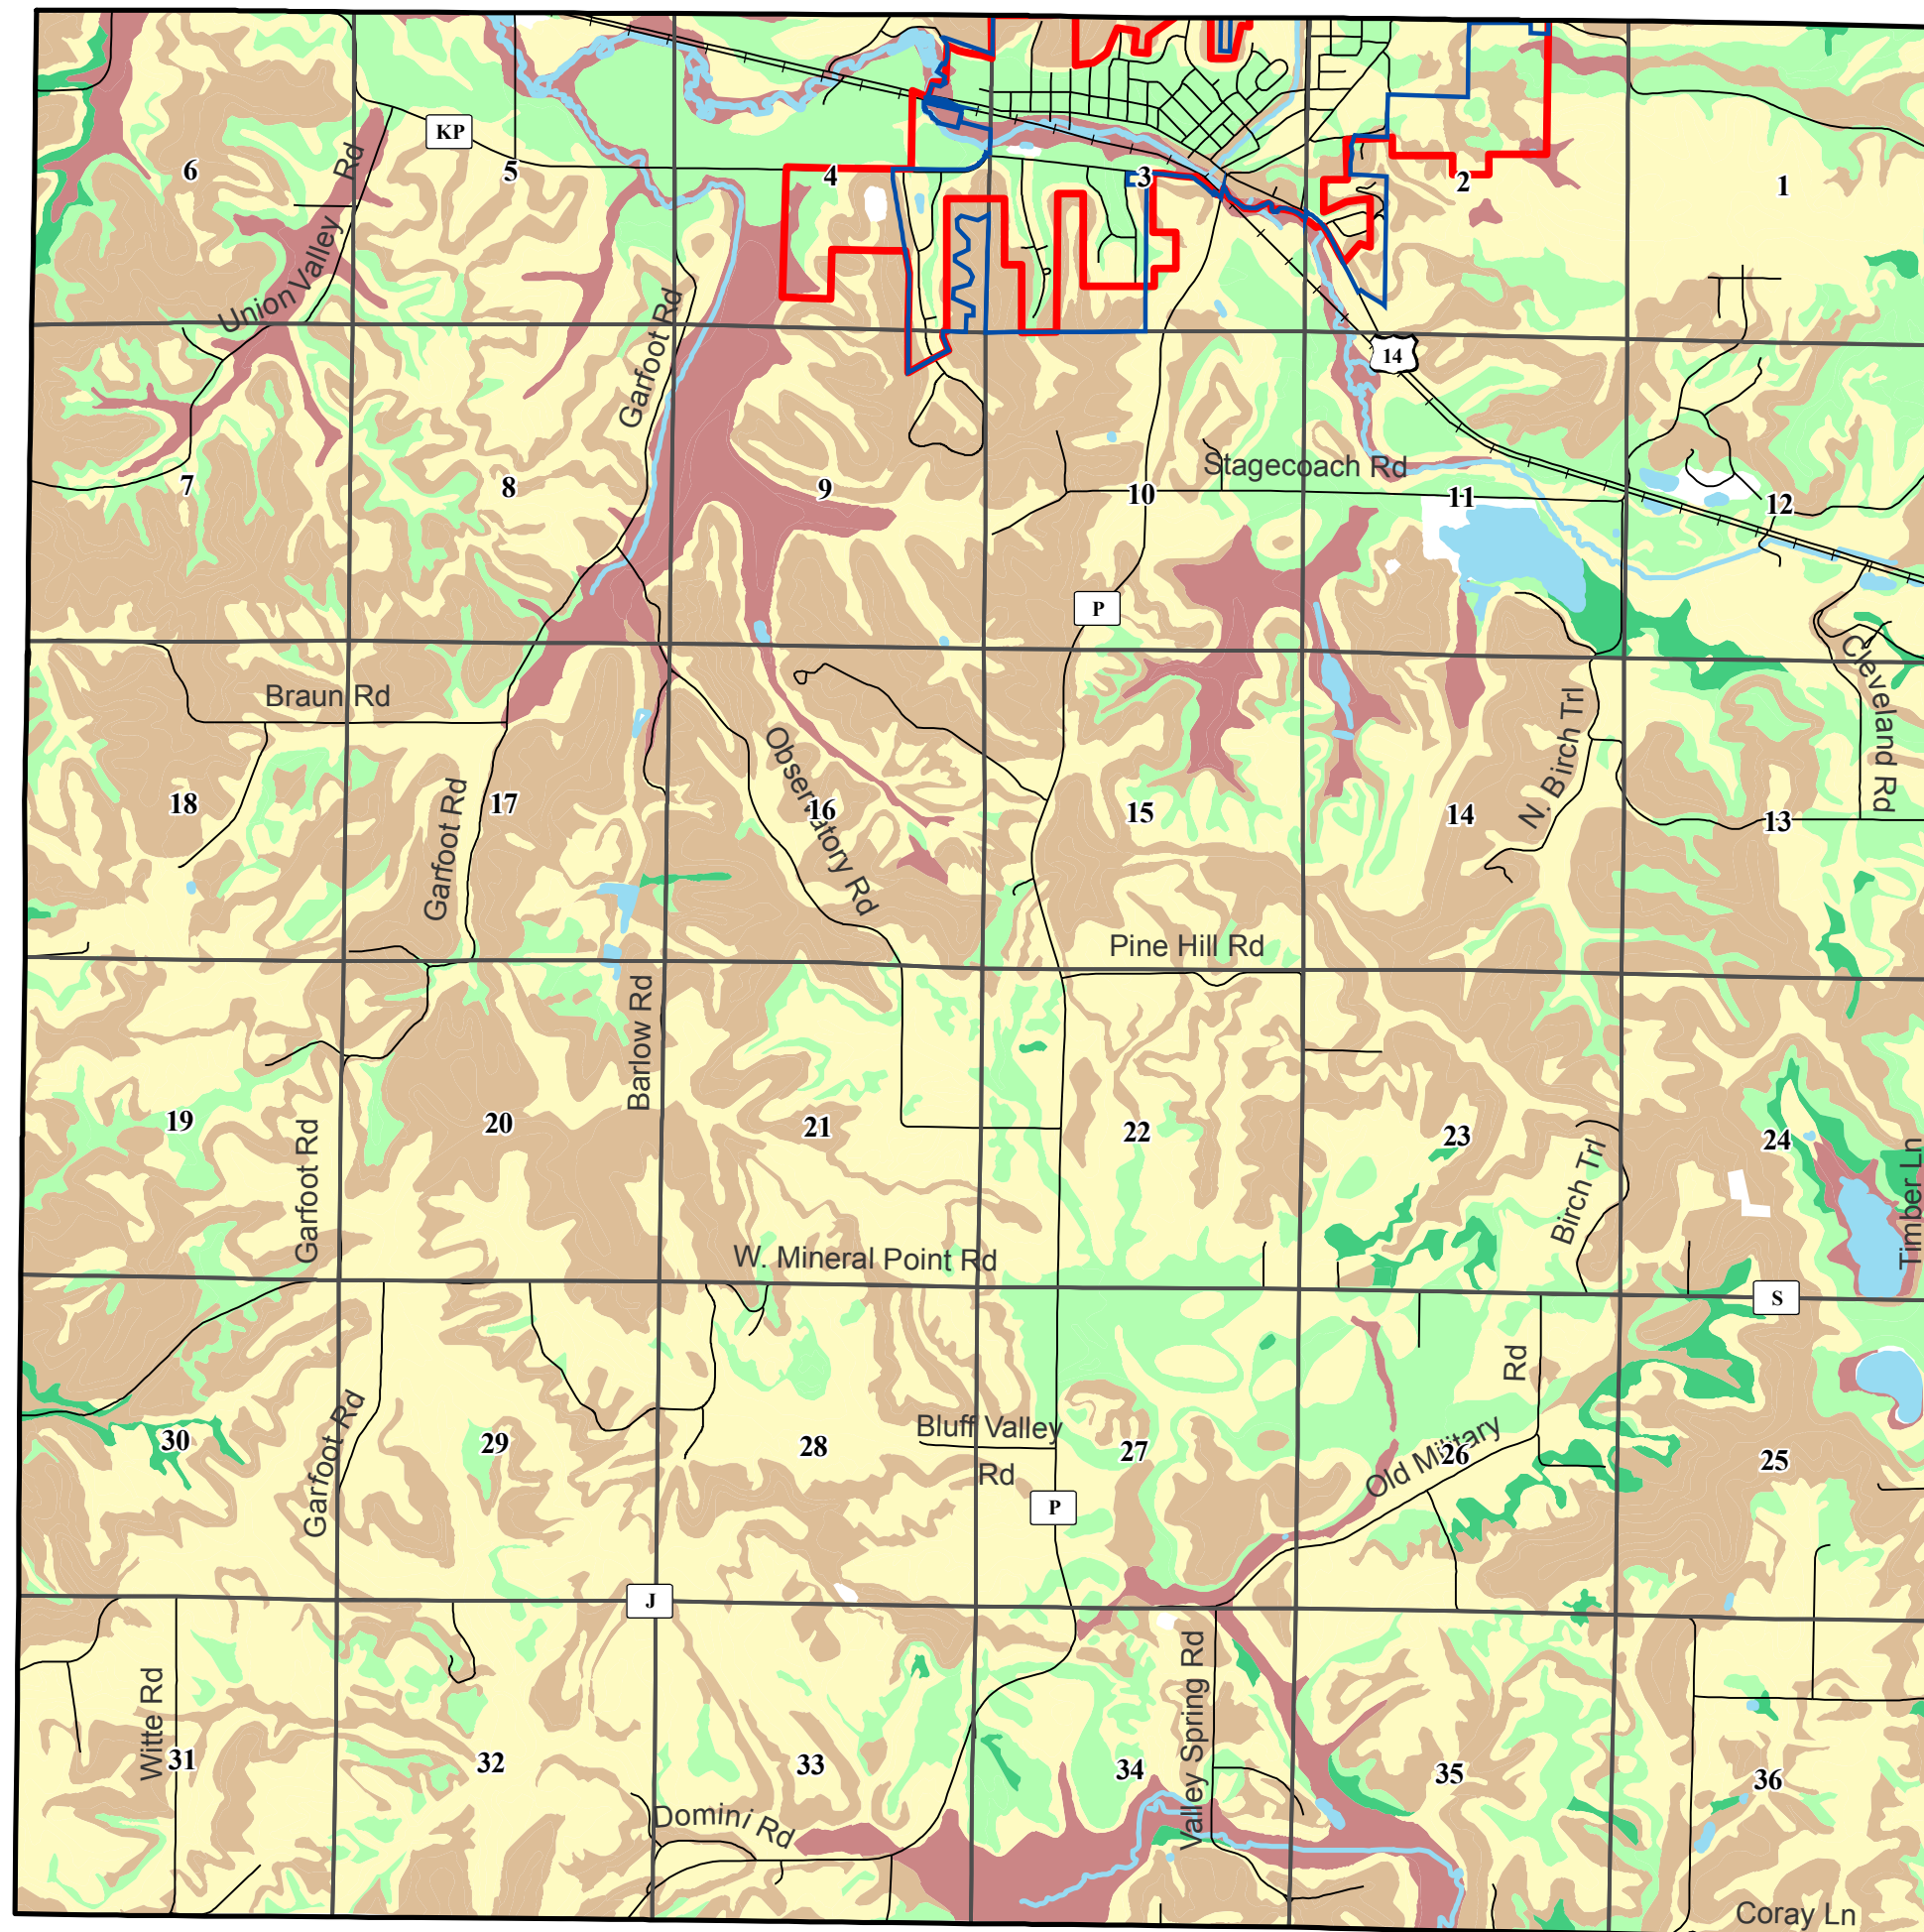 KP
6
5
4
3
2
1
Union Valley Rd
Garfoot Rd
14
Stagecoach Rd
7
8
9
10
11
12
P
Cleveland Rd
Braun Rd
N. Birch Trl
Observatory Rd
Garfoot Rd
18
17
16
15
14
13
Pine Hill Rd
Barlow Rd
19
20
21
22
23
24
Garfoot Rd
Birch Trl
Timber Ln
W. Mineral Point Rd
S
Rd
Garfoot Rd
Bluff Valley
Rd
Old Military
30
29
28
27
26
25
P
J
Witte Rd
Valley Spring Rd
31
32
33
34
35
36
Domini Rd
Coray Ln